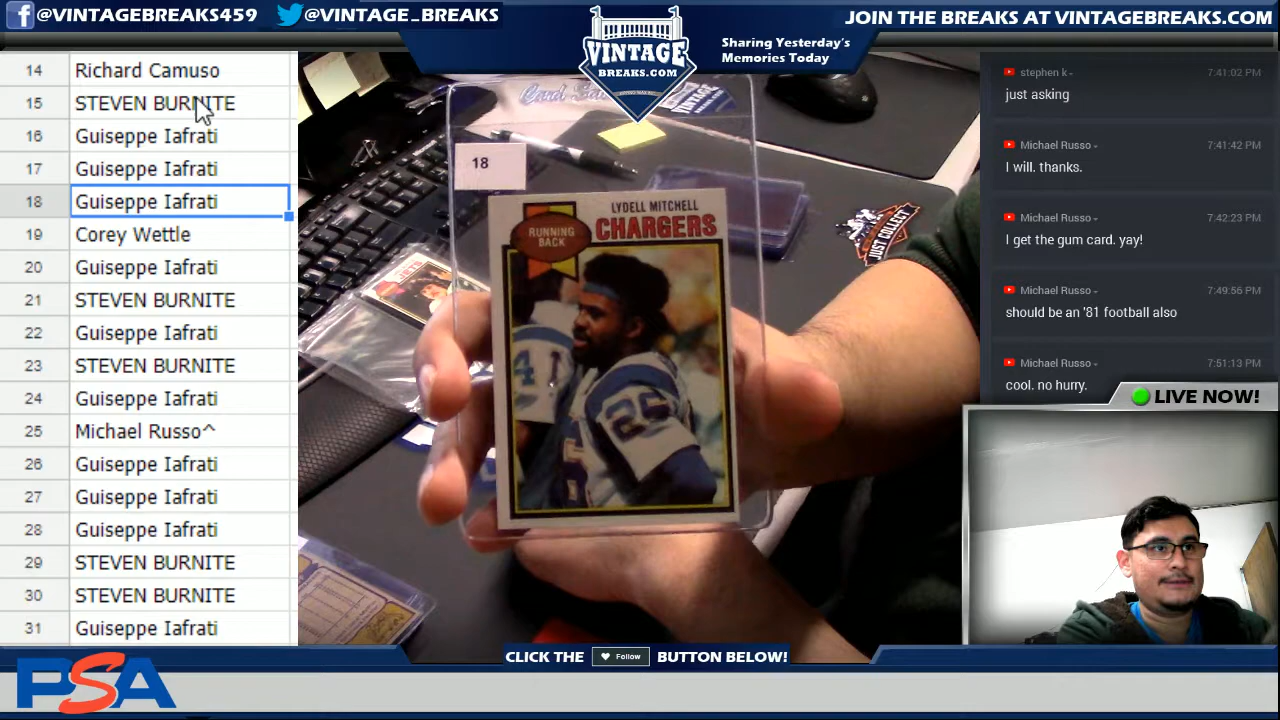 @VINTAGEBREAKS459
@VINTAGE_BREAKS
VINTAGE
BREAKS.COM
Sharing Yesterday's
Memories Today
JOIN THE BREAKS AT VINTAGEBREAKS.COM
14 Richard Camuso
15 STEVEN BURNITE
16 Guiseppe Iafrati
17 Guiseppe Iafrati
18 Guiseppe Iafrati
19 Corey Wettle
20 Guiseppe Iafrati
21 STEVEN BURNITE
22 Guiseppe Iafrati
23 STEVEN BURNITE
24 Guiseppe Iafrati
25 Michael Russo^
26 Guiseppe Iafrati
27 Guiseppe Iafrati
28 Guiseppe Iafrati
29 STEVEN BURNITE
30 STEVEN BURNITE
31 Guiseppe Iafrati
18
LYDELL MITCHELL
CHARGERS
RUNNING
BACK
26
JETS
JUST COLLECT
stephen k 7:41:02 PM
just asking
Michael Russo 7:41:42 PM
I will. thanks.
Michael Russo 7:42:23 PM
I get the gum card. yay!
Michael Russo 7:49:56 PM
should be an '81 football also
Michael Russo 7:51:13 PM
cool. no hurry.
LIVE NOW!
CLICK THE Follow BUTTON BELOW!
PSA